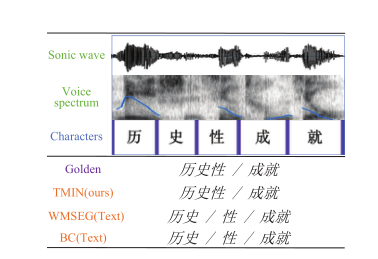 Sonic wave
Voice
spectrum
Characters 历 史 性 成 就
Golden 历史性 / 成就
TMIN(ours) 历史性 / 成就
WMSEG(Text) 历史 / 性 / 成就
BC(Text) 历史 / 性 / 成就